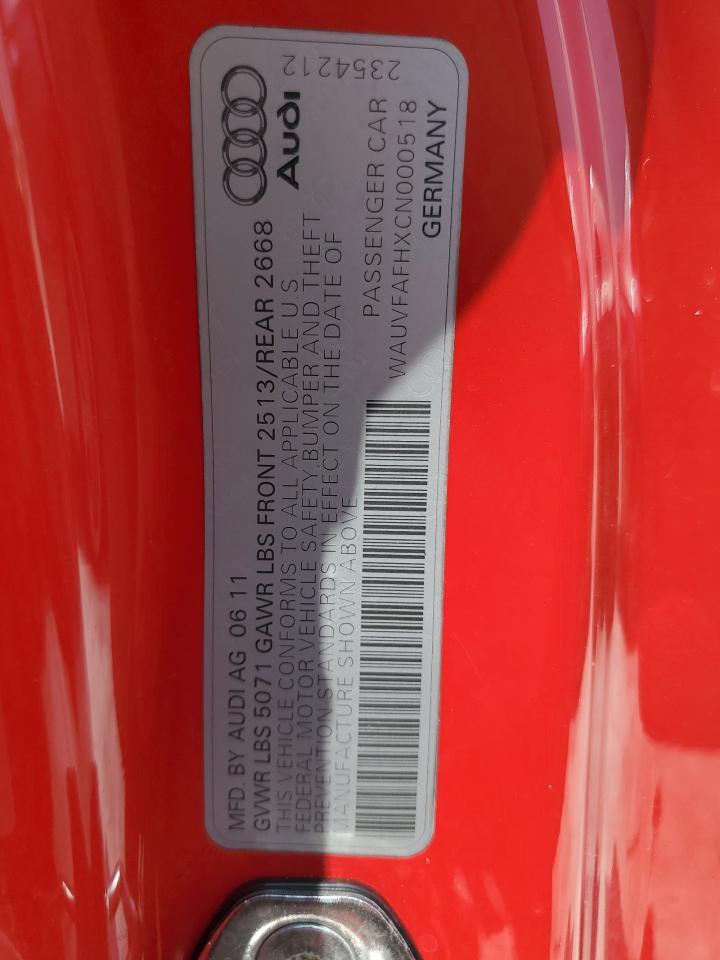 MFD. BY AUDI AG 06 11
GVWR LBS 5071 GAWR LBS FRONT 2513/REAR 2668
THIS VEHICLE CONFORMS TO ALL APPLICABLE U.S.
FEDERAL MOTOR VEHICLE SAFETY,BUMPER AND THEFT
PREVENTION STANDARDS IN EFFECT ON THE DATE OF
MANUFACTURE SHOWN ABOVE
Audi
PASSENGER CAR
WAUVFAFHXCN000518
GERMANY
2354212